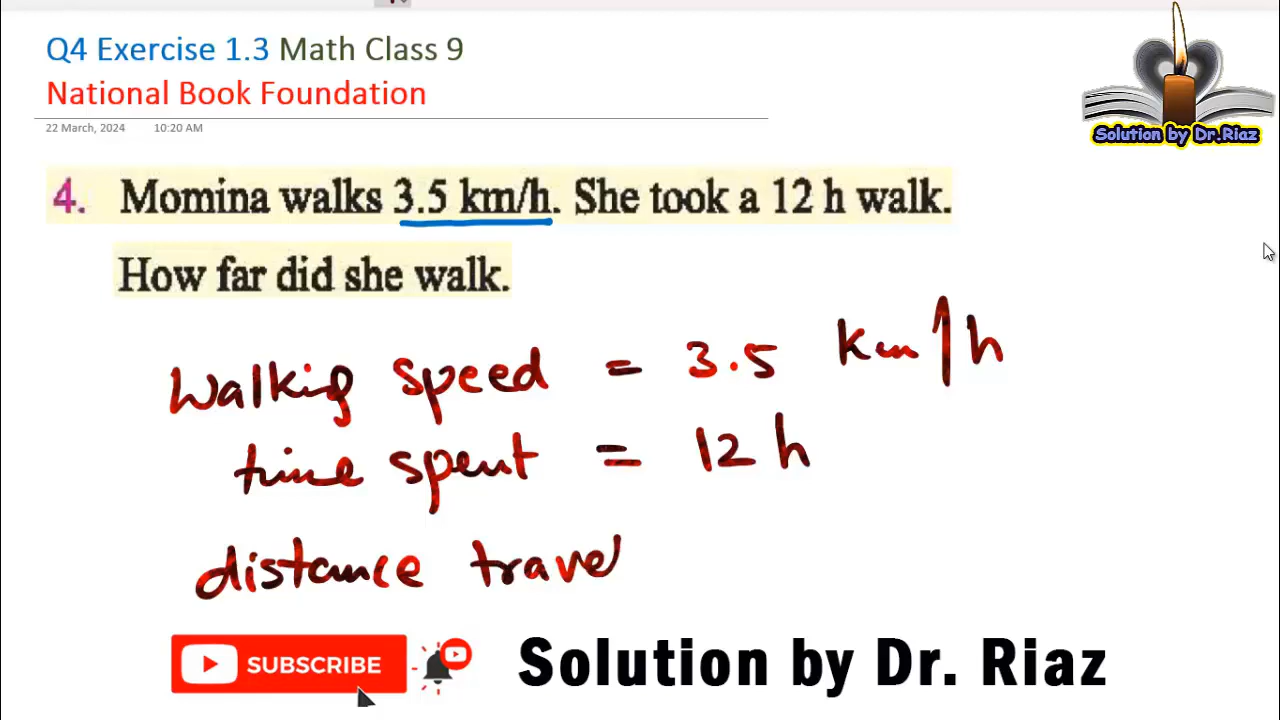 Q4 Exercise 1.3 Math Class 9
National Book Foundation
22 March, 2024 10:20 AM
Solution by Dr.Riaz
4. Momina walks 3.5 km/h. She took a 12 h walk.
How far did she walk.
Walking speed = 3.5 km/h
time spent = 12 h
distance travel
SUBSCRIBE
Solution by Dr. Riaz